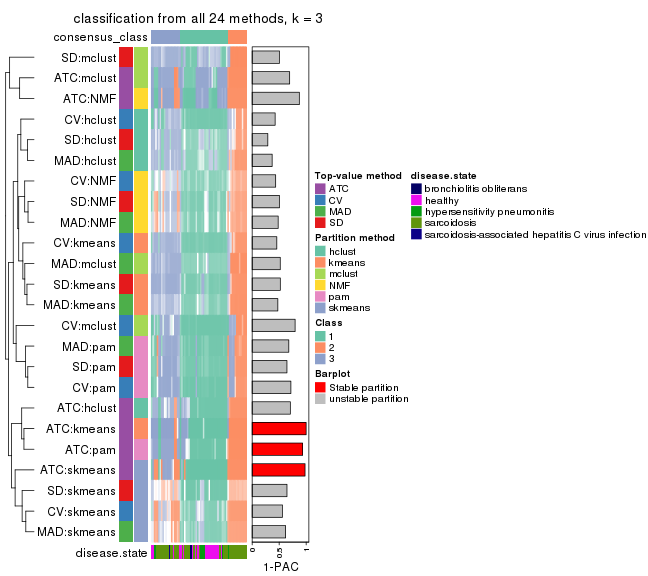 classification from all 24 methods, k = 3
consensus_class
SD:mclust
ATC:mclust
ATC:NMF
CV:hclust
SD:hclust
MAD:hclust
CV:NMF
SD:NMF
MAD:NMF
CV:kmeans
MAD:mclust
SD:kmeans
MAD:kmeans
CV:mclust
MAD:pam
SD:pam
CV:pam
ATC:hclust
ATC:kmeans
ATC:pam
ATC:skmeans
SD:skmeans
CV:skmeans
MAD:skmeans
disease.state
0
0.5
1
1-PAC
Top-value method
ATC
CV
MAD
SD
Partition method
hclust
kmeans
mclust
NMF
pam
skmeans
Class
1
2
3
Barplot
Stable partition
unstable partition
disease.state
bronchiolitis obliterans
healthy
hypersensitivity pneumonitis
sarcoidosis
sarcoidosis-associated hepatitis C virus infection